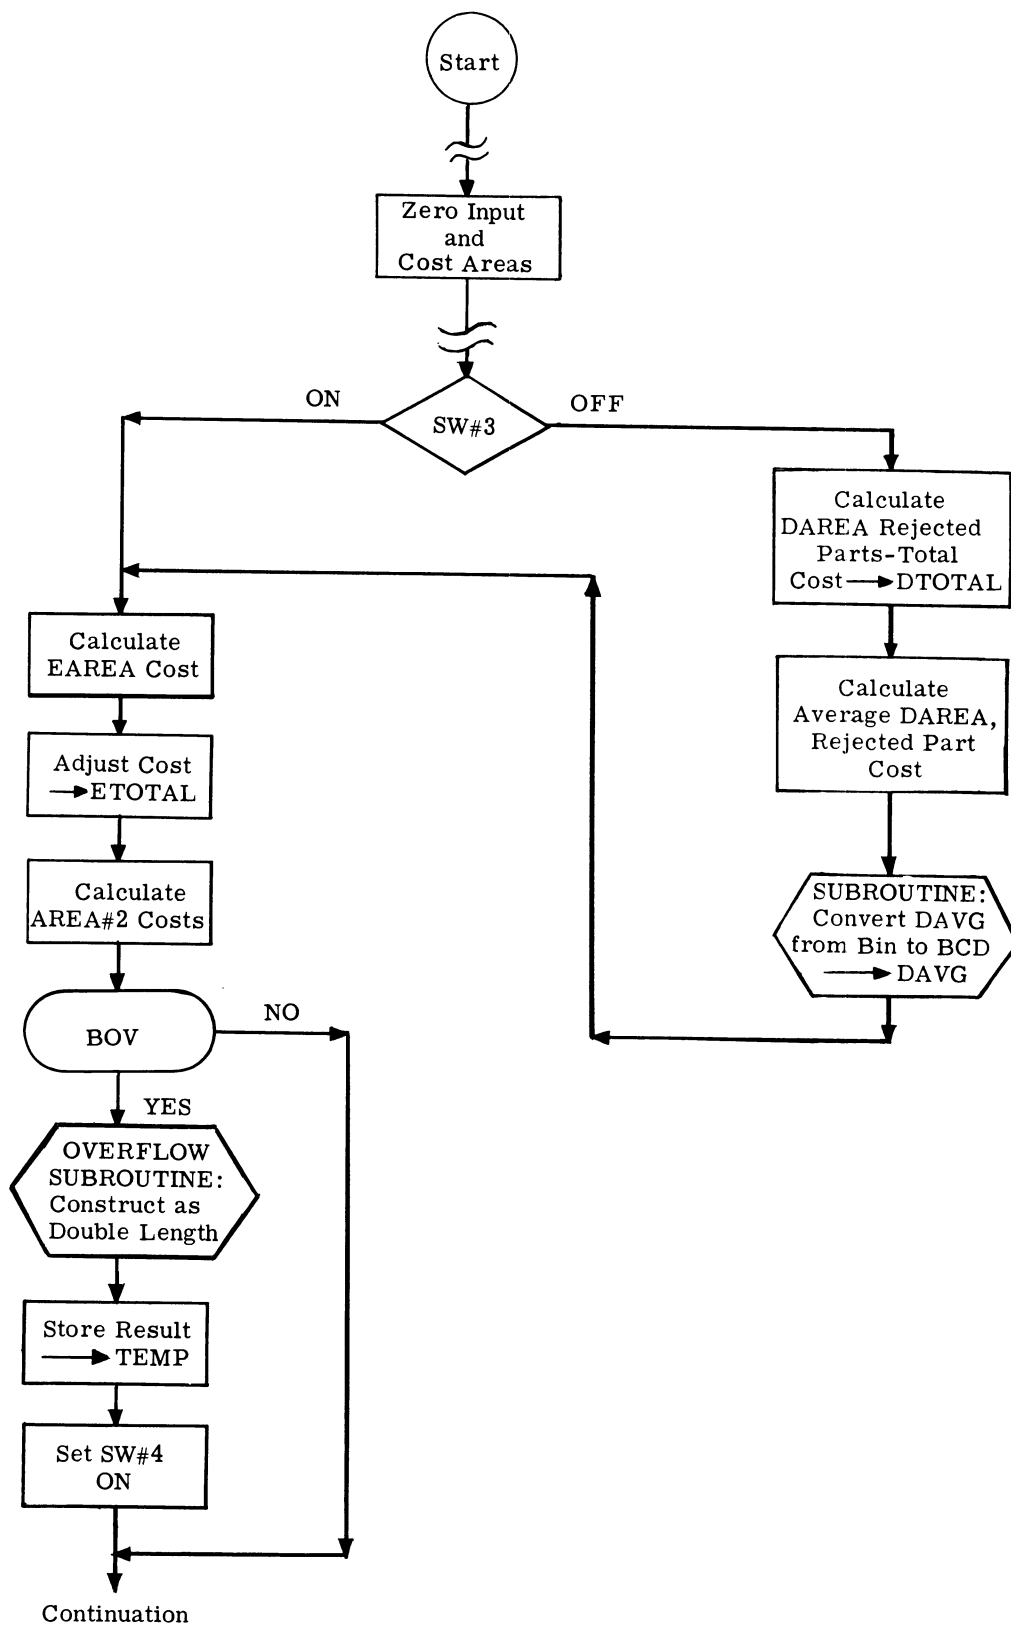 Start
Zero Input
and
Cost Areas
ON
OFF
SW#3
Calculate
DAREA Rejected
Parts-Total
Cost → DTOTAL
Calculate
EAREA Cost
Calculate
Average DAREA,
Rejected Part
Cost
Adjust Cost
→ ETOTAL
Calculate
AREA#2 Costs
SUBROUTINE:
Convert DAVG
from Bin to BCD
→ DAVG
BOV
NO
YES
OVERFLOW
SUBROUTINE:
Construct as
Double Length
Store Result
→ TEMP
Set SW#4
ON
Continuation